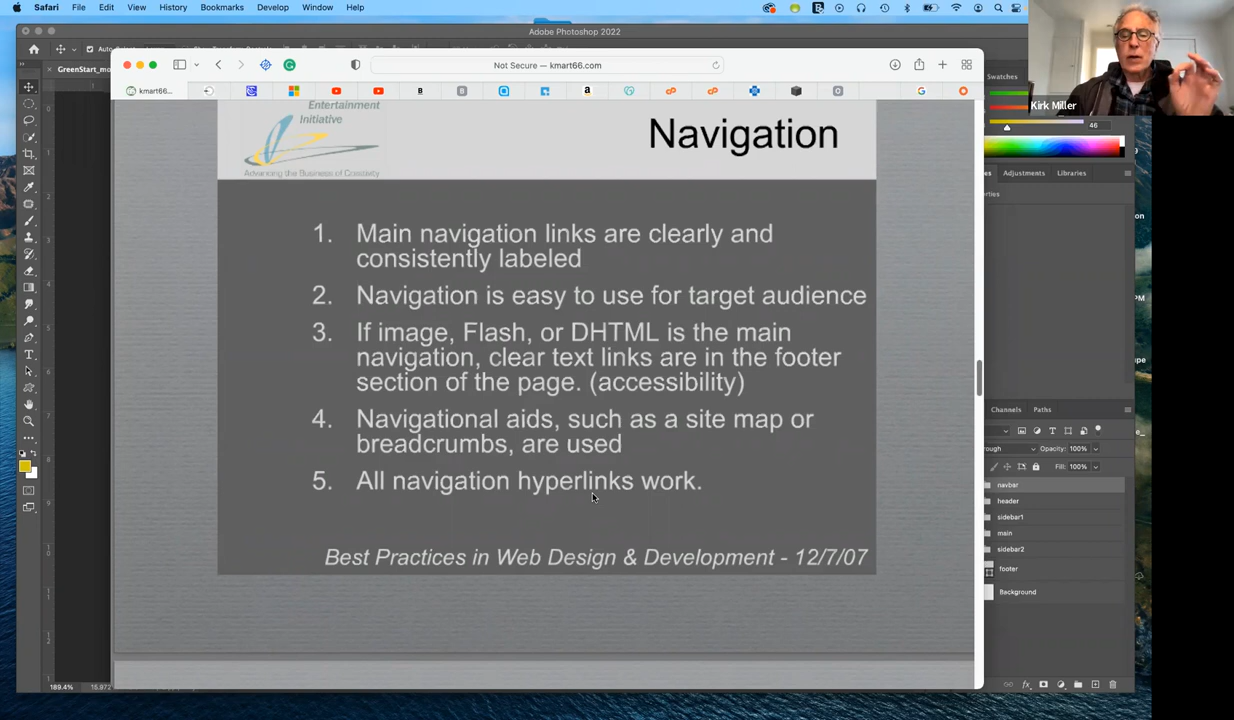 Safari File Edit View History Bookmarks Develop Window Help
Adobe Photoshop 2022
GreenStart_mo
Not Secure — kmart66.com
kmart66...
Swatches
Kirk Miller
46
Adjustments Libraries
Entertainment
Initiative
Advancing the Business of Creativity
Navigation
1. Main navigation links are clearly and
consistently labeled
2. Navigation is easy to use for target audience
3. If image, Flash, or DHTML is the main
navigation, clear text links are in the footer
section of the page. (accessibility)
4. Navigational aids, such as a site map or
breadcrumbs, are used
5. All navigation hyperlinks work.
Best Practices in Web Design & Development - 12/7/07
Channels Paths
Opacity: 100%
Fill: 100%
navbar
header
sidebar1
main
sidebar2
footer
Background
189.4%